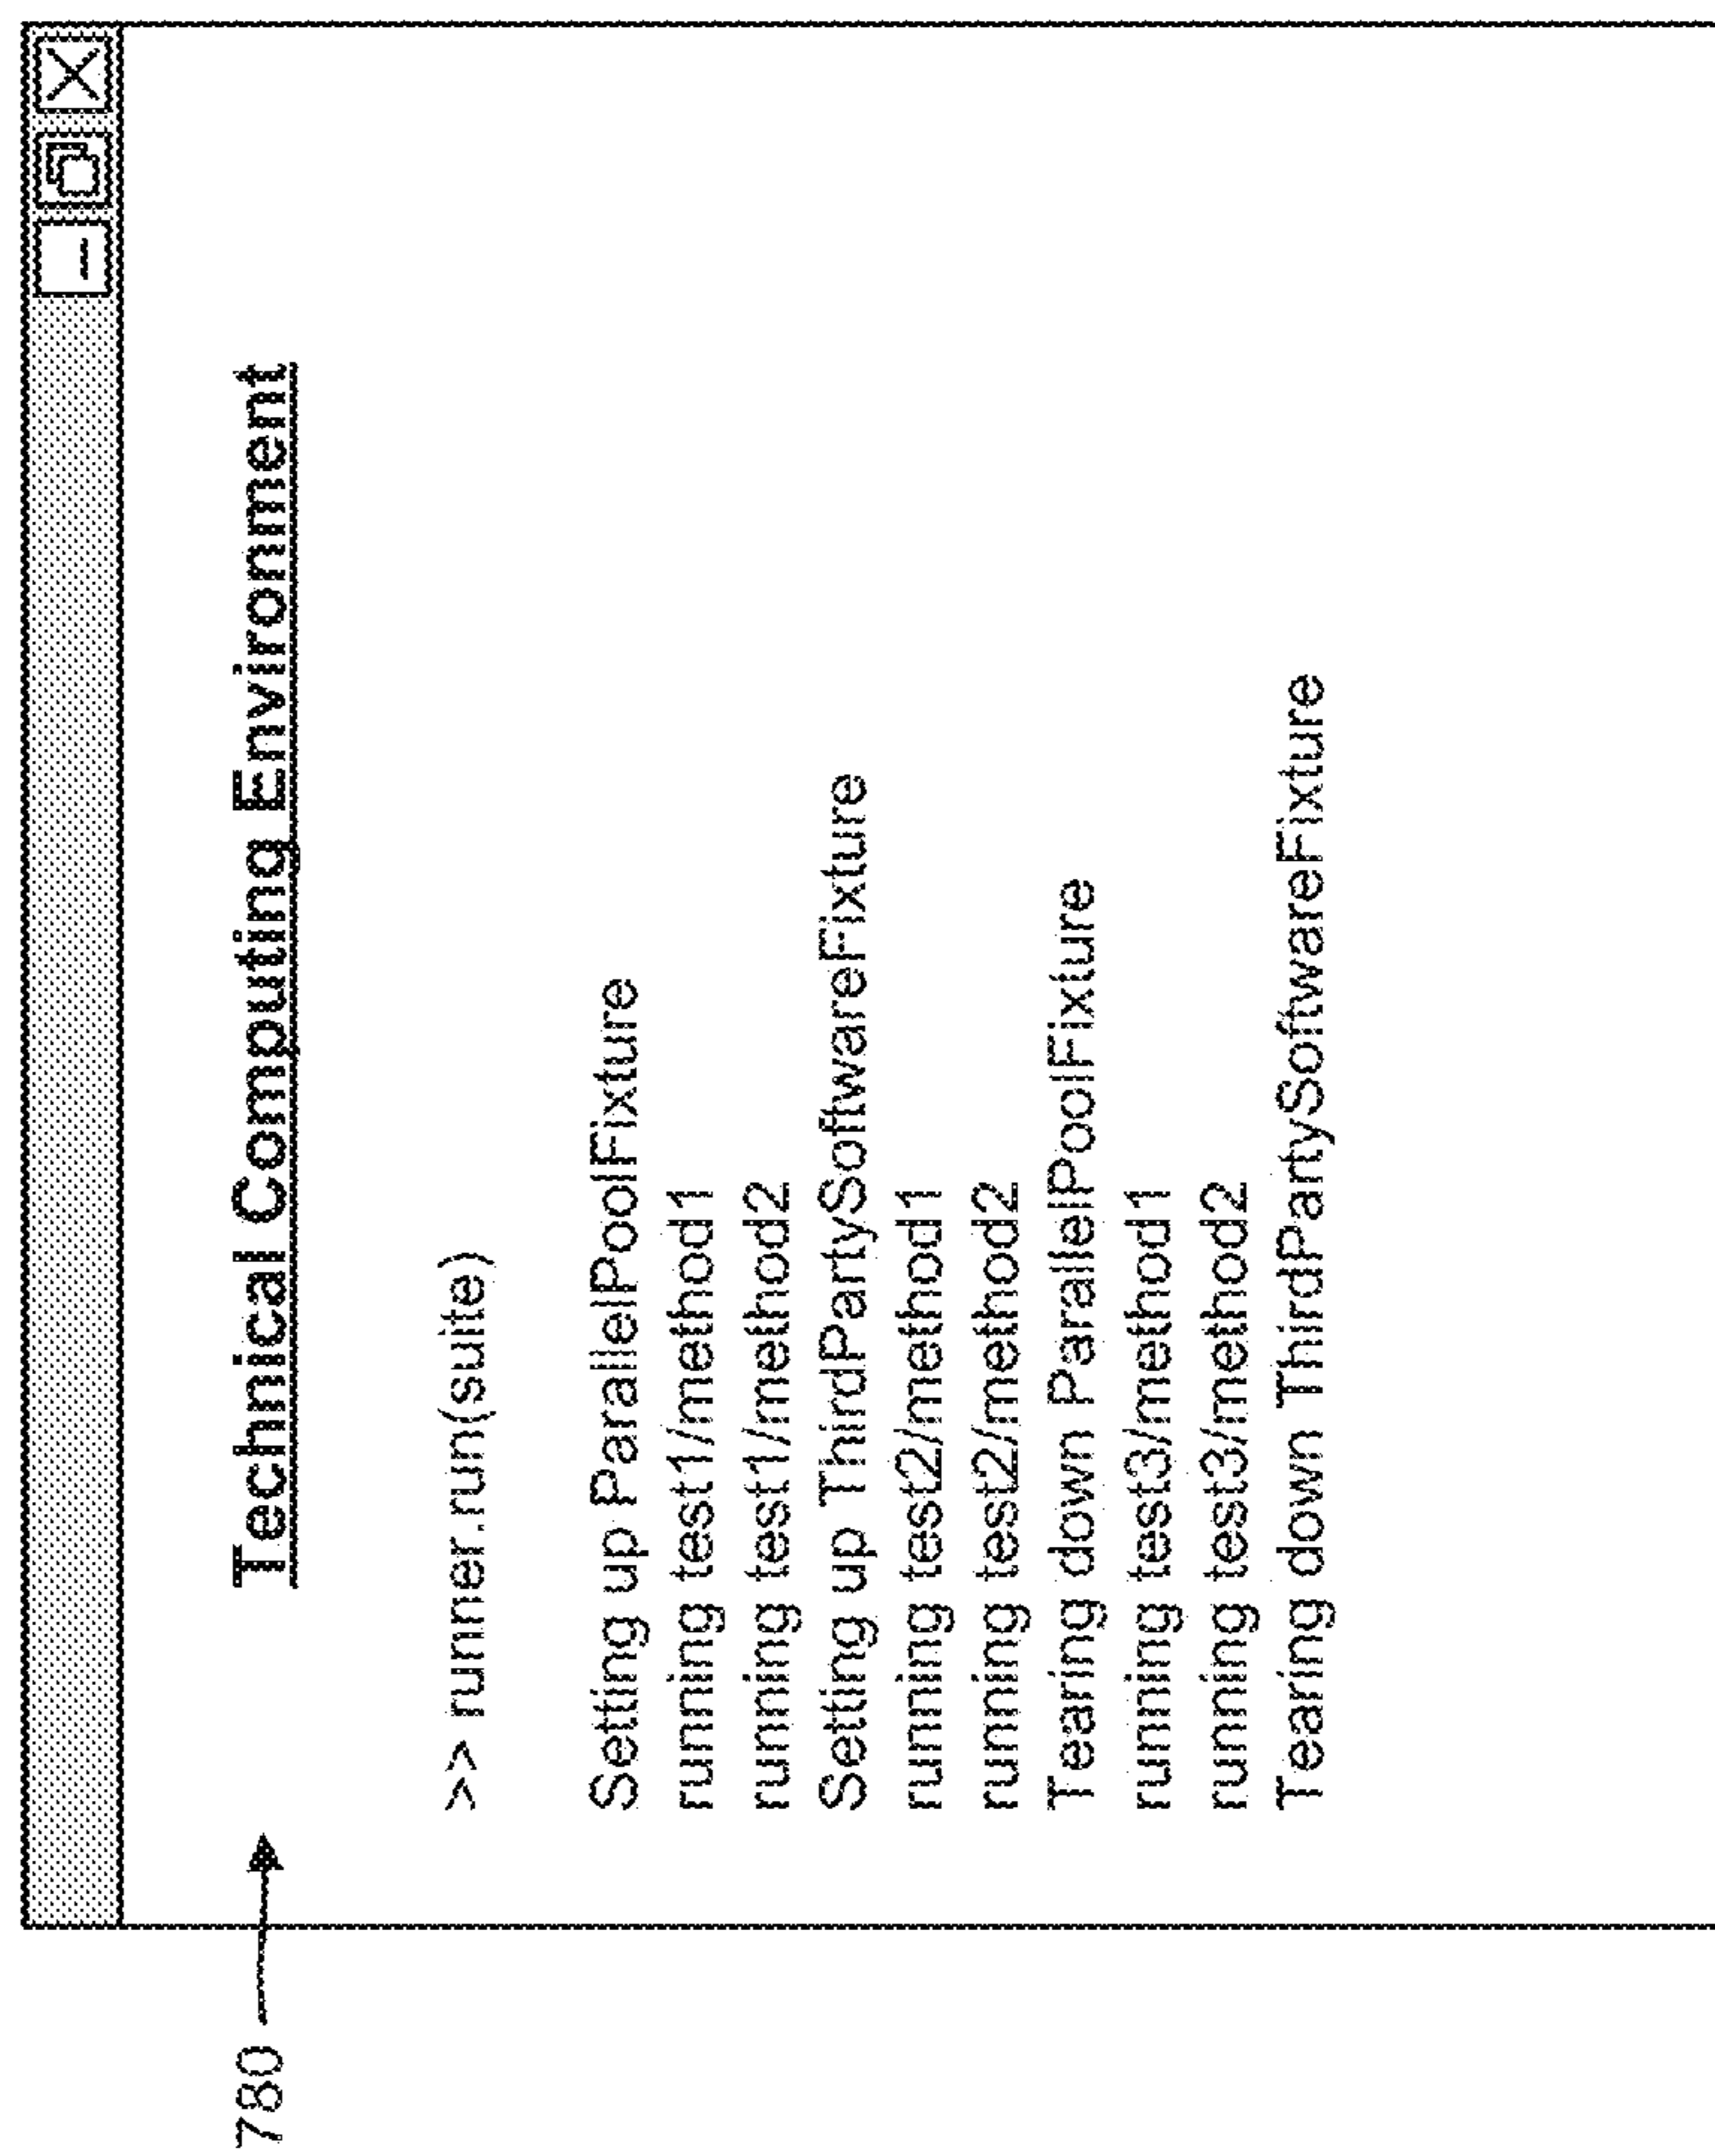 780
Technical Computing Environment
>> runner.run(suite)
Setting up ParallelPoolFixture
running test1/method1
running test1/method2
Setting up ThirdPartySoftwareFixture
running test2/method1
running test2/method2
Tearing down ParallelPoolFixture
running test3/method1
running test3/method2
Tearing down ThirdPartySoftwareFixture